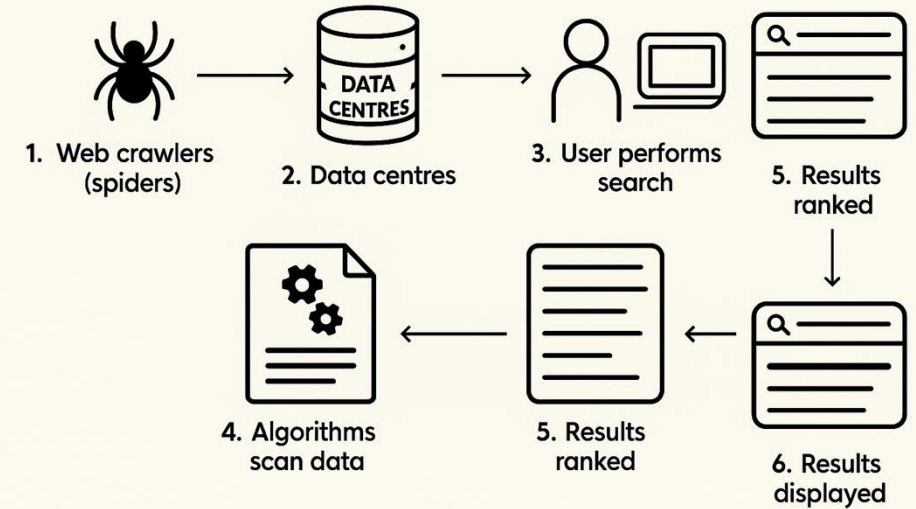 DATA
CENTRES
1. Web crawlers
(spiders)
2. Data centres
3. User performs
search
5. Results
ranked
4. Algorithms
scan data
5. Results
ranked
6. Results
displayed